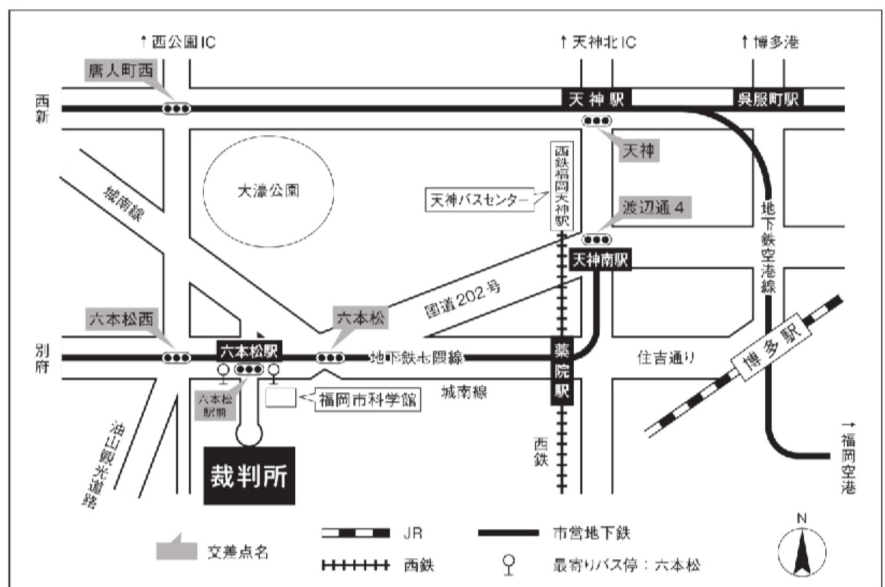 ↑西公園IC
↑天神北IC
↑博多港
唐人町西
西新
天神駅
呉服町駅
天神
城南線
大濠公園
西鉄福岡天神駅
天神バスセンター
渡辺通4
地下鉄空港線
天神南駅
国道202号
六本松西
六本松
別府
六本松駅
地下鉄七隈線
薬院駅
住吉通り
博多駅
六本松駅前
福岡市科学館
城南線
油山観光道路
裁判所
西鉄
↑福岡空港
交差点名
JR
市営地下鉄
西鉄
最寄りバス停:六本松
N